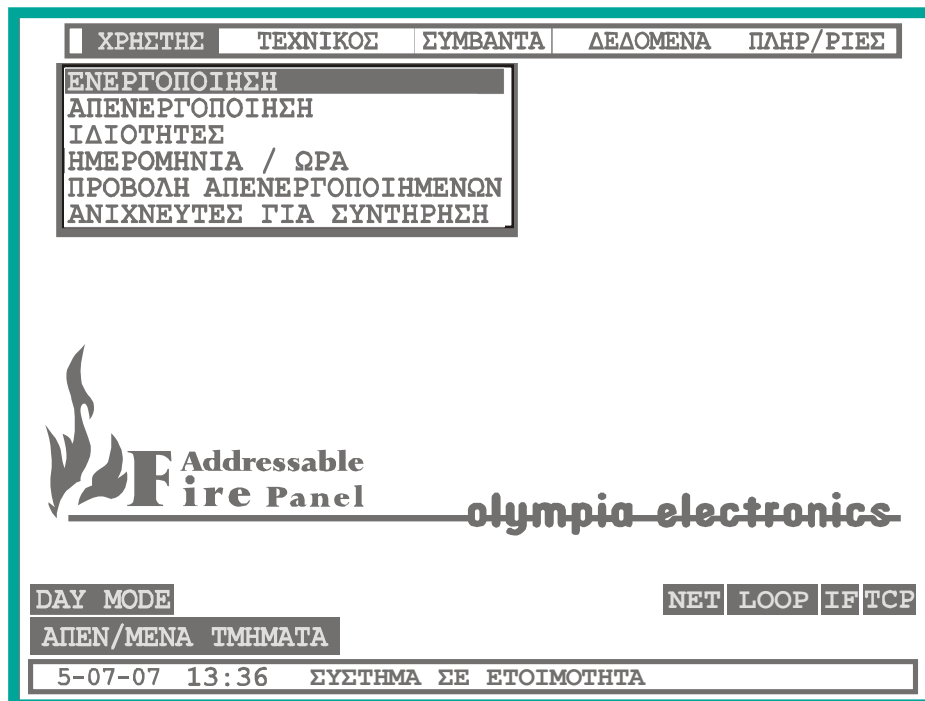 ΧΡΗΣΤΗΣ ΤΕΧΝΙΚΟΣ ΣΥΜΒΑΝΤΑ ΔΕΔΟΜΕΝΑ ΠΛΗΡ/ΡΙΕΣ
ΕΝΕΡΓΟΠΟΙΗΣΗ
ΑΠΕΝΕΡΓΟΠΟΙΗΣΗ
ΙΔΙΟΤΗΤΕΣ
ΗΜΕΡΟΜΗΝΙΑ / ΩΡΑ
ΠΡΟΒΟΛΗ ΑΠΕΝΕΡΓΟΠΟΙΗΜΕΝΩΝ
ΑΝΙΧΝΕΥΤΕΣ ΓΙΑ ΣΥΝΤΗΡΗΣΗ
Addressable
Fire Panel
olympia electronics
DAY MODE NET LOOP IF TCP
ΑΠΕΝ/ΜΕΝΑ ΤΜΗΜΑΤΑ
5-07-07 13:36 ΣΥΣΤΗΜΑ ΣΕ ΕΤΟΙΜΟΤΗΤΑ